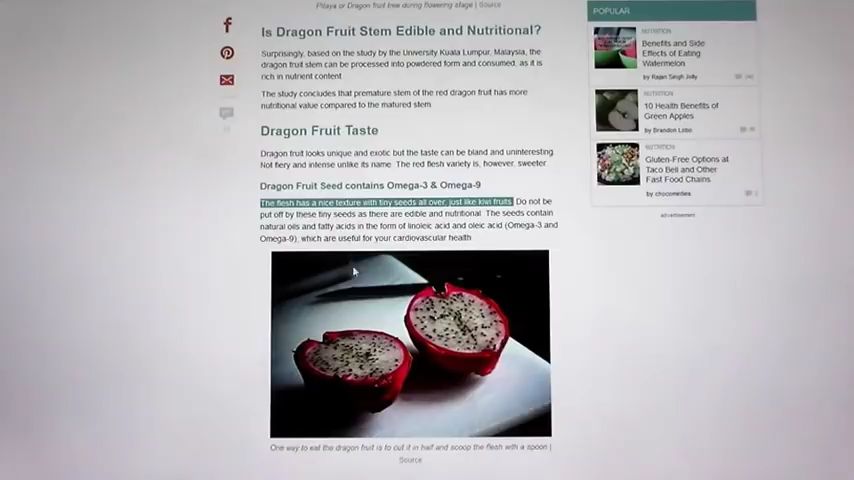 Pitaya or Dragon fruit tree during flowering stage | Source
Is Dragon Fruit Stem Edible and Nutritional?
Surprisingly, based on the study by the University Kuala Lumpur, Malaysia, the
dragon fruit stem can be processed into powdered form and consumed, as it is
rich in nutrient content
The study concludes that premature stem of the red dragon fruit has more
nutritional value compared to the matured stem
Dragon Fruit Taste
Dragon fruit looks unique and exotic but the taste can be bland and uninteresting.
Not fiery and intense unlike its name. The red flesh variety is, however, sweeter.
Dragon Fruit Seed contains Omega-3 & Omega-9
The flesh has a nice texture with tiny seeds all over, just like kiwi fruits. Do not be
put off by these tiny seeds as there are edible and nutritional. The seeds contain
natural oils and fatty acids in the form of linoleic acid and oleic acid (Omega-3 and
Omega-9), which are useful for your cardiovascular health
One way to eat the dragon fruit is to cut it in half and scoop the flesh with a spoon |
Source
POPULAR
NUTRITION
Benefits and Side
Effects of Eating
Watermelon
by Rajan Singh Jolly
NUTRITION
10 Health Benefits of
Green Apples
by Brandon Lobo
NUTRITION
Gluten-Free Options at
Taco Bell and Other
Fast Food Chains
by chocomintlies
advertisement